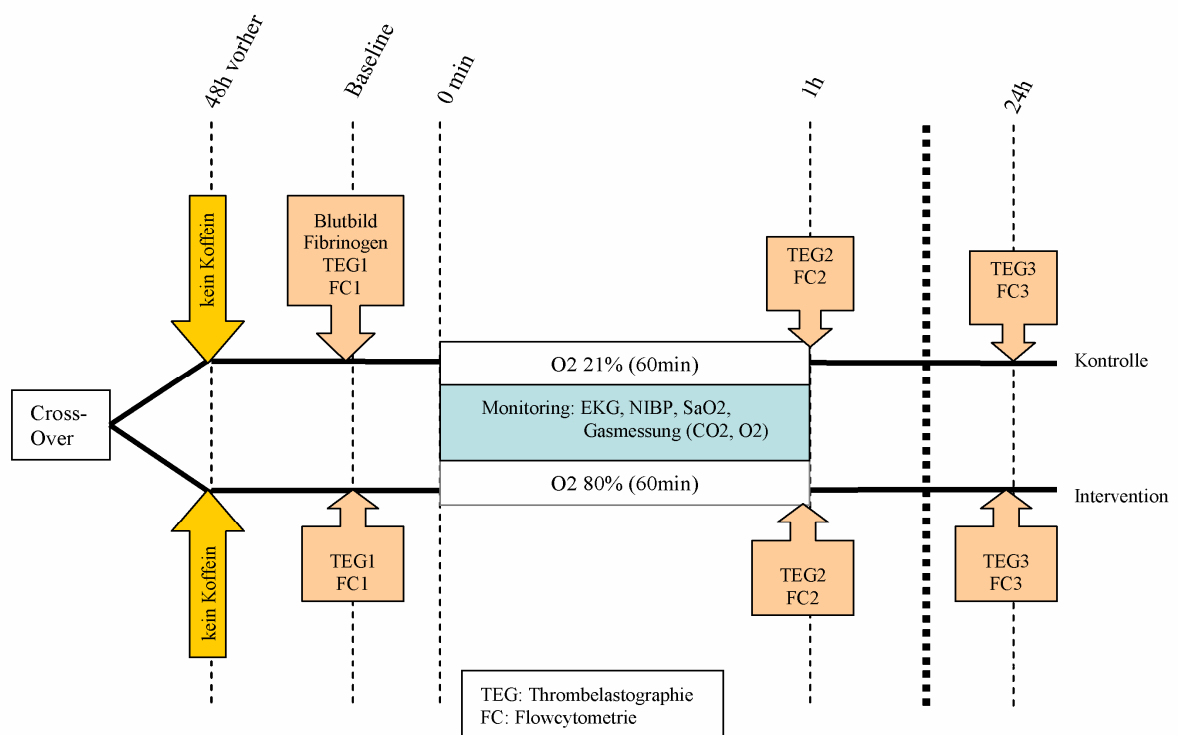 48h vorher
Baseline
0 min
1h
24h
kein Koffein
Blutbild
Fibrinogen
TEG1
FC1
TEG2
FC2
TEG3
FC3
O2 21% (60min)
Kontrolle
Cross-
Over
Monitoring: EKG, NIBP, SaO2,
Gasmessung (CO2, O2)
O2 80% (60min)
Intervention
kein Koffein
TEG1
FC1
TEG2
FC2
TEG3
FC3
TEG: Thrombelastographie
FC: Flowcytometrie